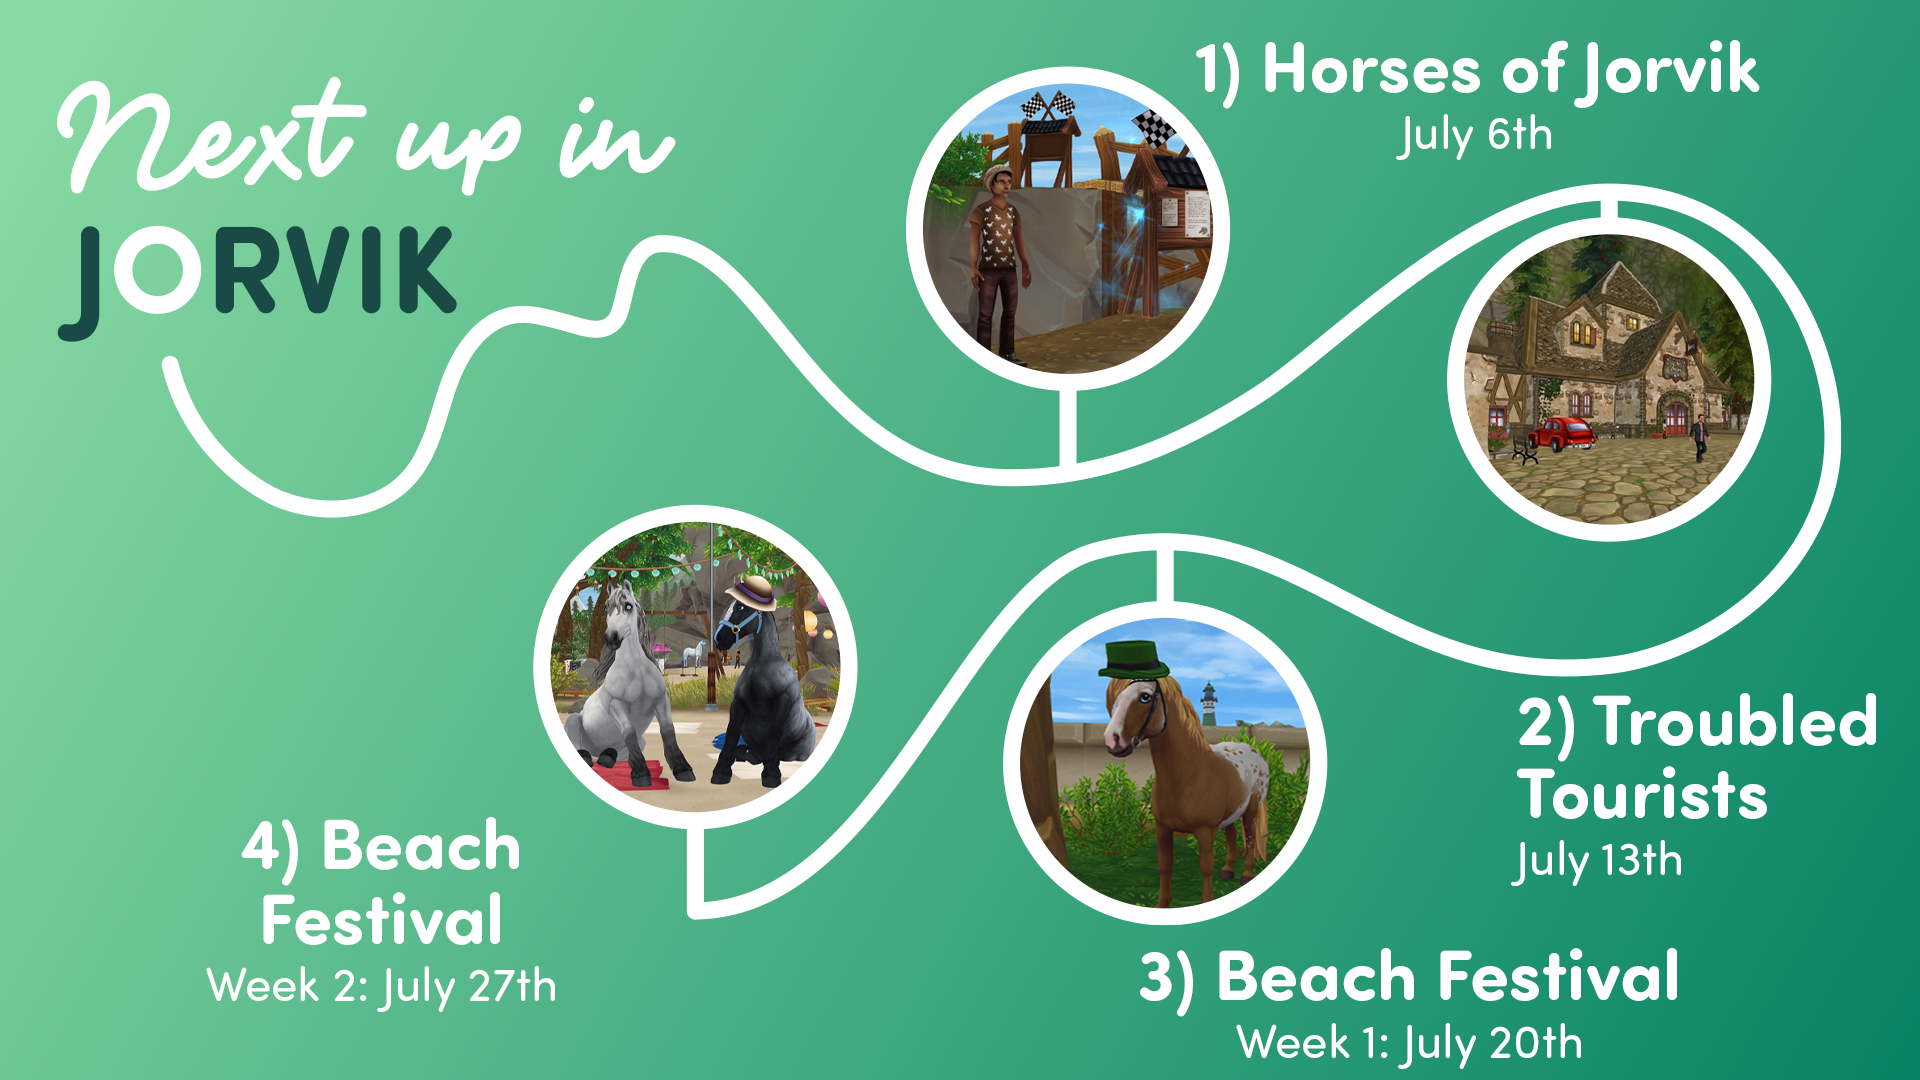 Next up in
JORVIK
1) Horses of Jorvik
July 6th
2) Troubled
Tourists
July 13th
3) Beach Festival
Week 1: July 20th
4) Beach
Festival
Week 2: July 27th